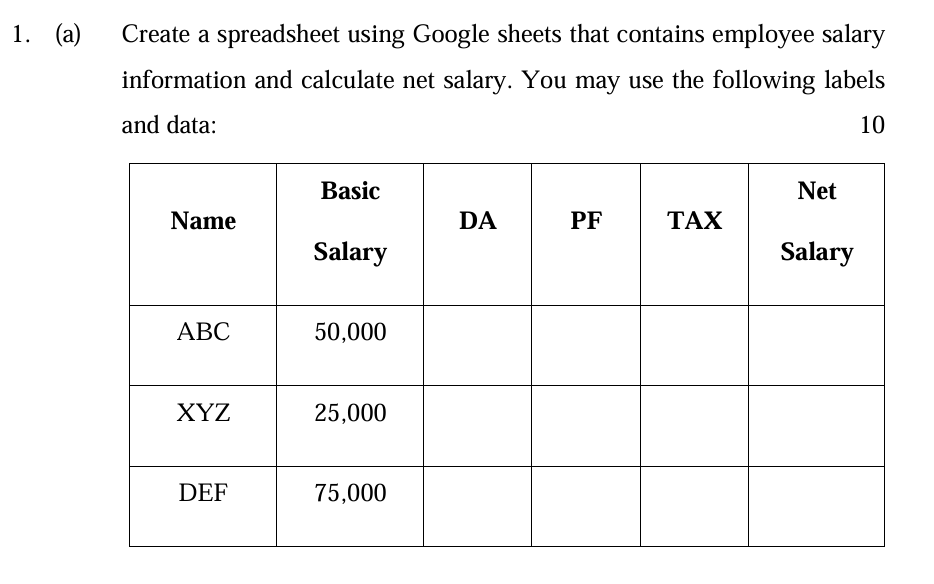 1. (a) Create a spreadsheet using Google sheets that contains employee salary
information and calculate net salary. You may use the following labels
and data: 10
Name Basic Salary DA PF TAX Net Salary
ABC 50,000
XYZ 25,000
DEF 75,000